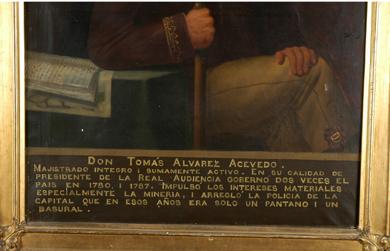 DON TOMÁS ALVAREZ ACEVEDO.
MAJISTRADO INTEGRO I SUMAMENTE ACTIVO. EN SU CALIDAD DE
PRESIDENTE DE LA REAL AUDIENCIA GOBERNO DOS VECES EL
PAIS EN 1780, I 1787. IMPULSO LOS INTERESES MATERIALES
ESPECIALMENTE LA MINERIA, I ARREGLÓ LA POLICIA DE LA
CAPITAL QUE EN ESOS AÑOS ERA SOLO UN PANTANO I UN
BASURAL.